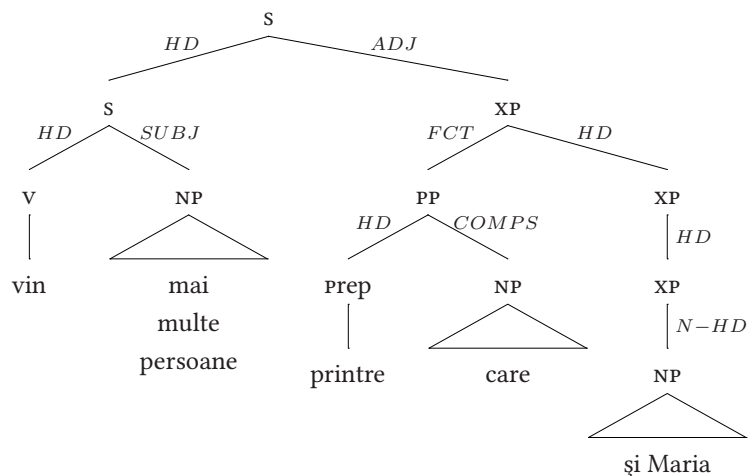 S
HD ADJ
S XP
HD SUBJ FCT HD
V NP PP XP
HD COMPS HD
vin mai Prep NP XP
multe N−HD
persoane printre care NP
şi Maria